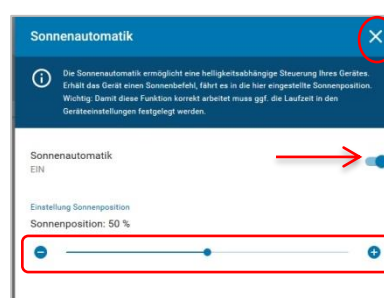 Sonnenautomatik
Die Sonnenautomatik ermöglicht eine helligkeitsabhängige Steuerung Ihres Gerätes.
Erhält das Gerät einen Sonnenbefehl, fährt es in die hier eingestellte Sonnenposition.
Wichtig: Damit diese Funktion korrekt arbeitet muss ggf. die Laufzeit in den
Geräteeinstellungen festgelegt werden.
Sonnenautomatik
EIN
Einstellung Sonnenposition
Sonnenposition: 50 %